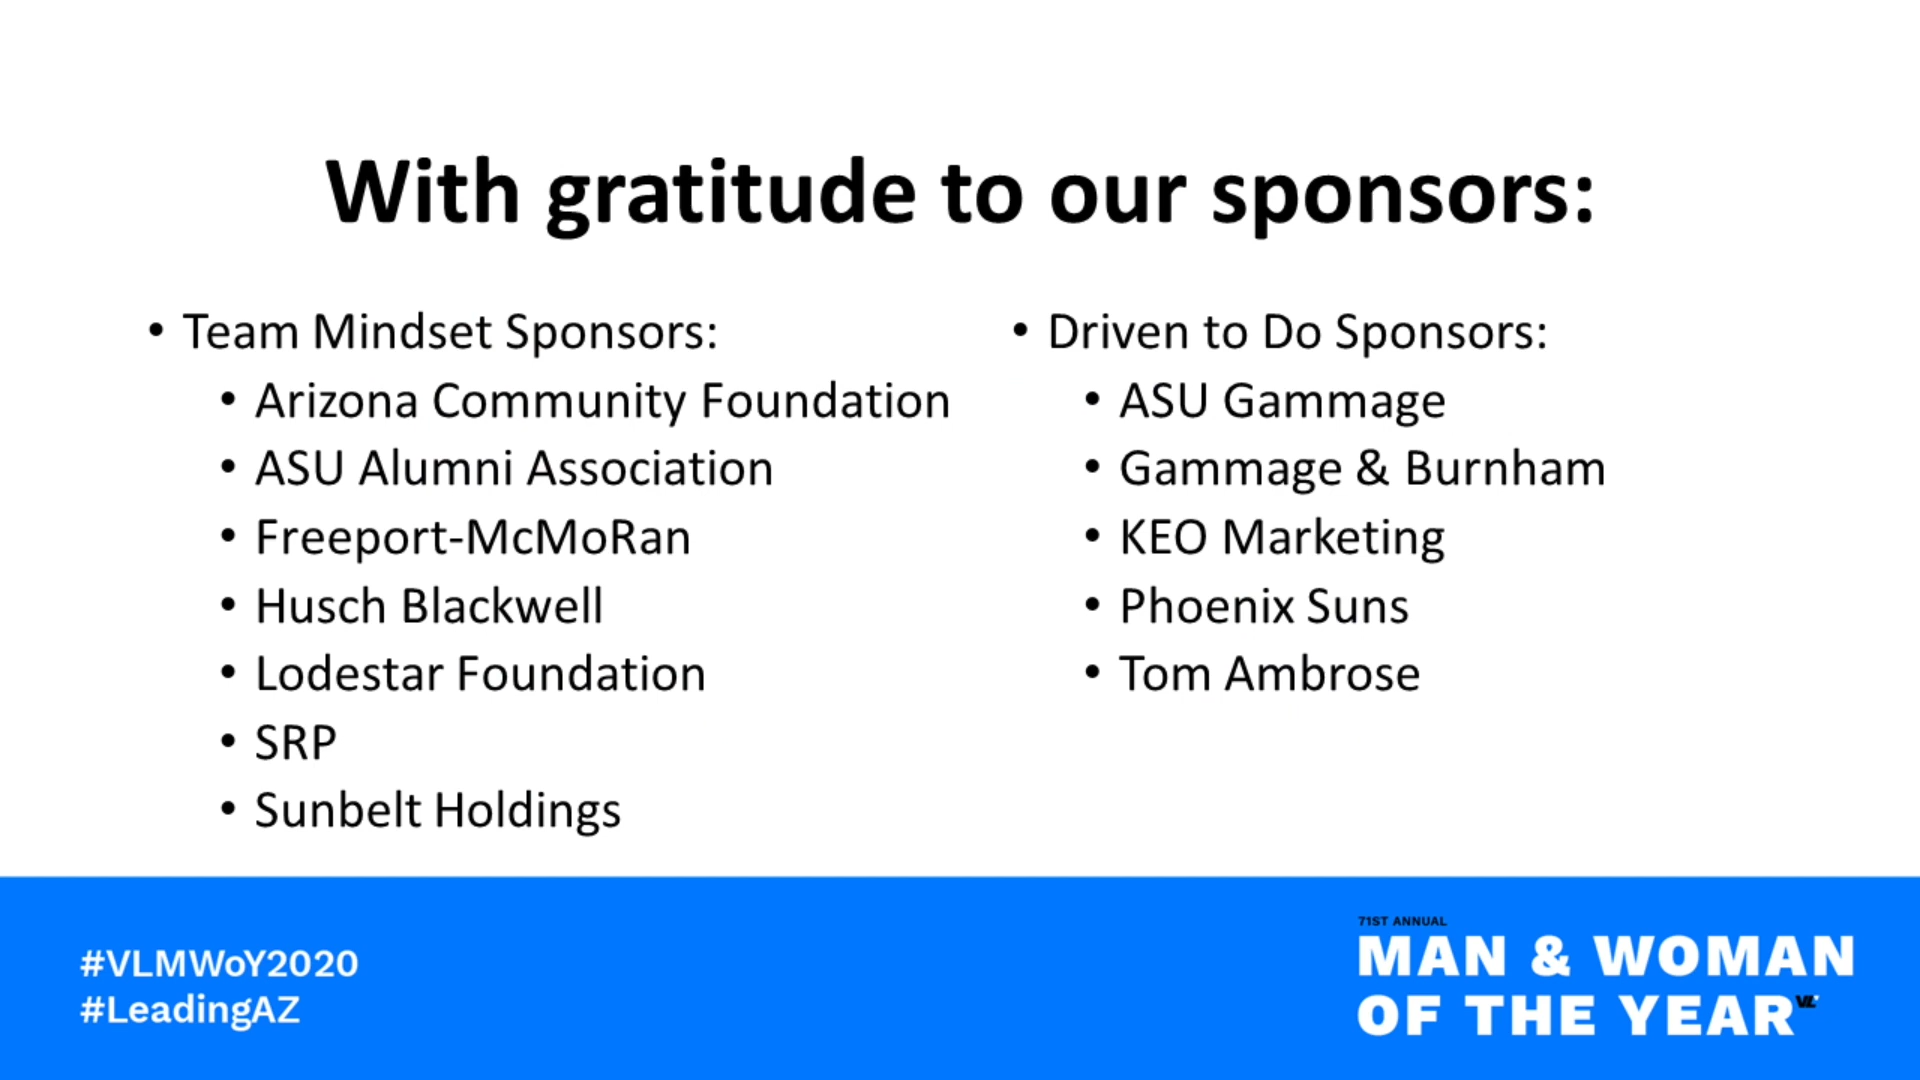 With gratitude to our sponsors:
• Team Mindset Sponsors:
• Arizona Community Foundation
• ASU Alumni Association
• Freeport-McMoRan
• Husch Blackwell
• Lodestar Foundation
• SRP
• Sunbelt Holdings
• Driven to Do Sponsors:
• ASU Gammage
• Gammage & Burnham
• KEO Marketing
• Phoenix Suns
• Tom Ambrose
#VLMWoY2020
#LeadingAZ
71ST ANNUAL
MAN & WOMAN
OF THE YEAR VL